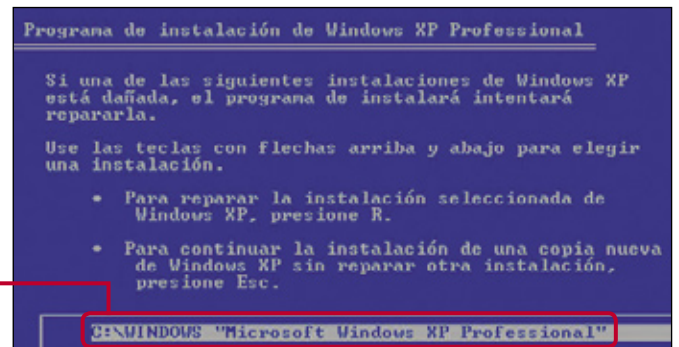 Programa de instalación de Windows XP Professional
Si una de las siguientes instalaciones de Windows XP
está dañada, el programa de instalará intentará
repararla.
Use las teclas con flechas arriba y abajo para elegir
una instalación.
• Para reparar la instalación seleccionada de
Windows XP, presione R.
• Para continuar la instalación de una copia nueva
de Windows XP sin reparar otra instalación,
presione Esc.
C:\WINDOWS "Microsoft Windows XP Professional"